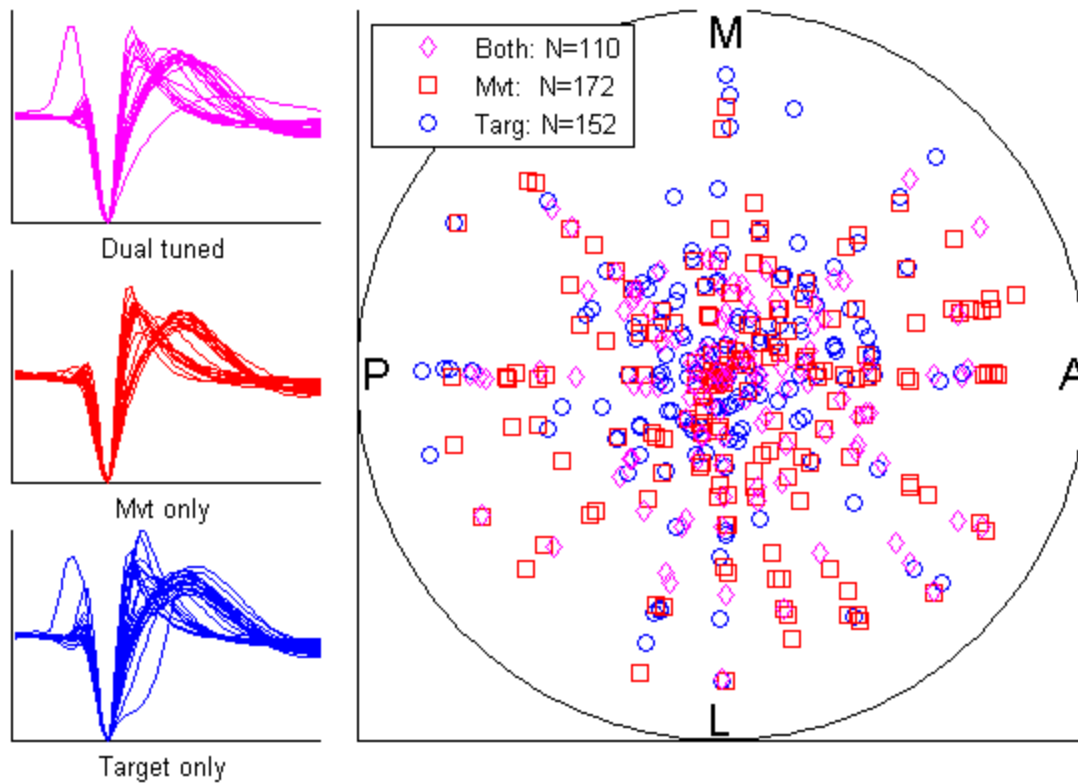 Dual tuned
Mvt only
Target only
Both: N=110
Mvt: N=172
Targ: N=152
M
P
A
L